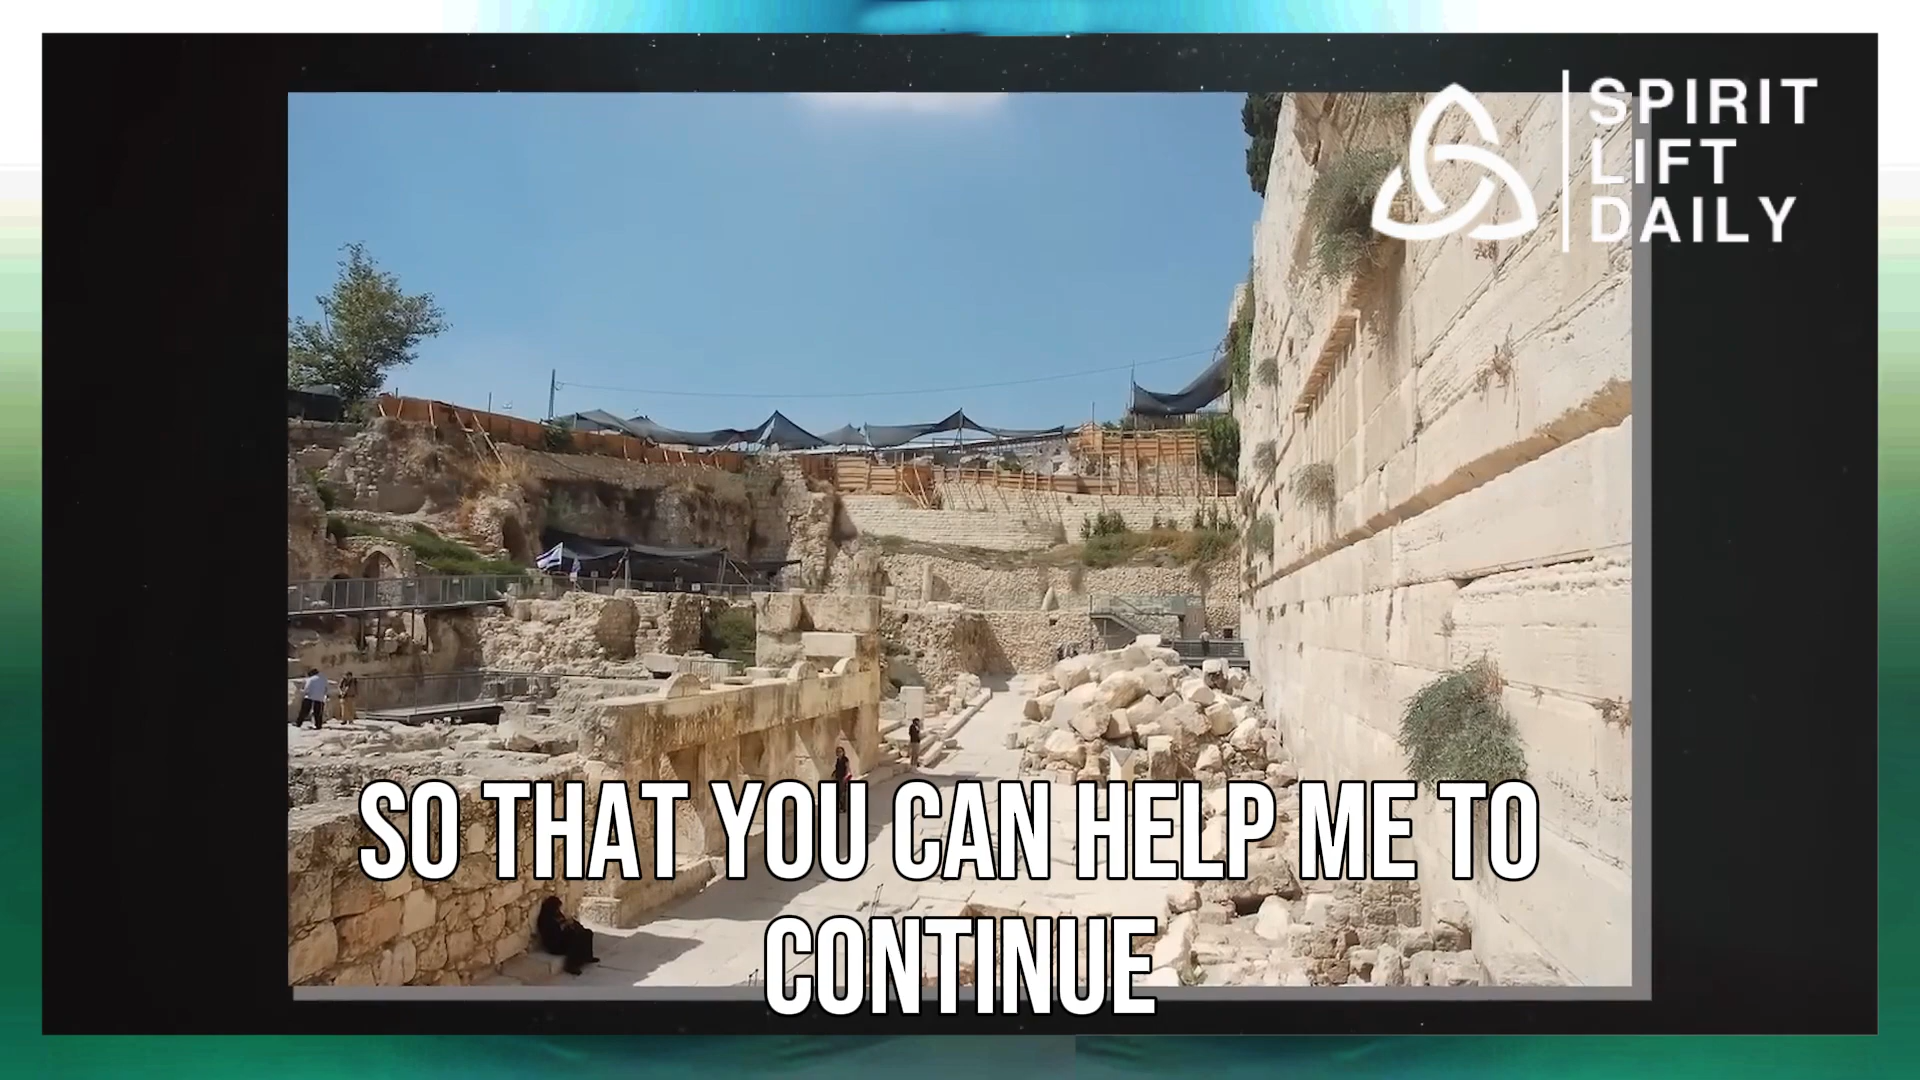 SPIRIT
LIFT
DAILY
SO THAT YOU CAN HELP ME TO
CONTINUE